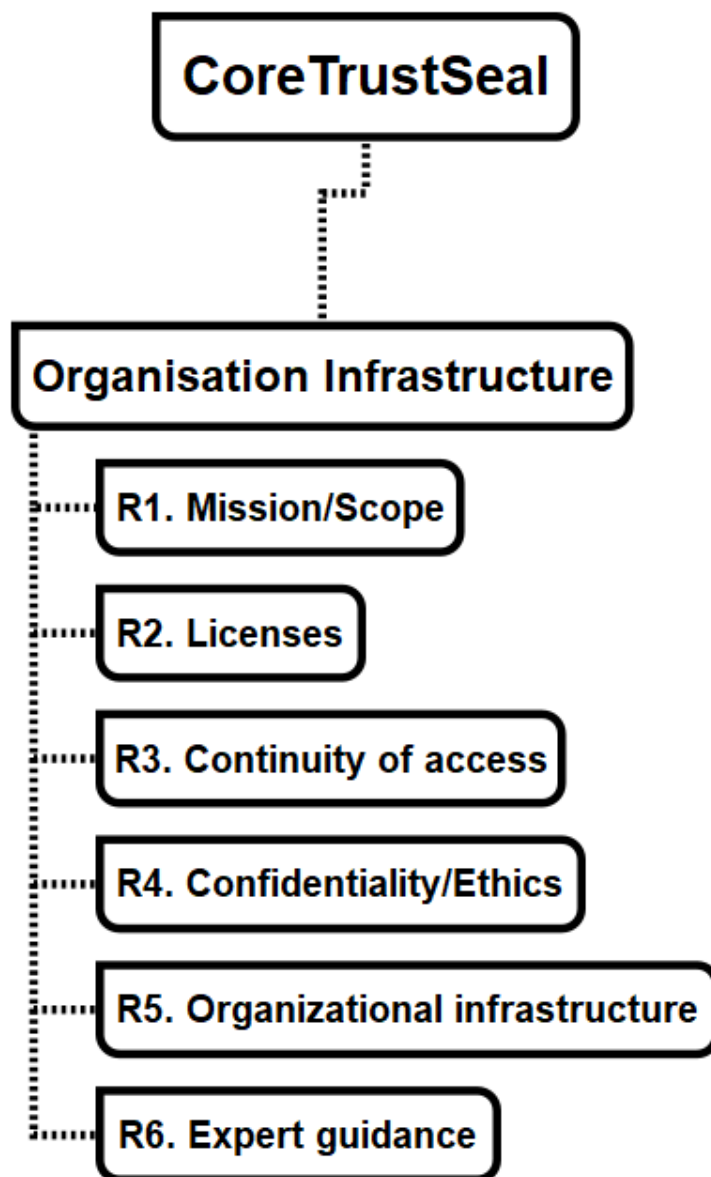 CoreTrustSeal
Organisation Infrastructure
R1. Mission/Scope
R2. Licenses
R3. Continuity of access
R4. Confidentiality/Ethics
R5. Organizational infrastructure
R6. Expert guidance